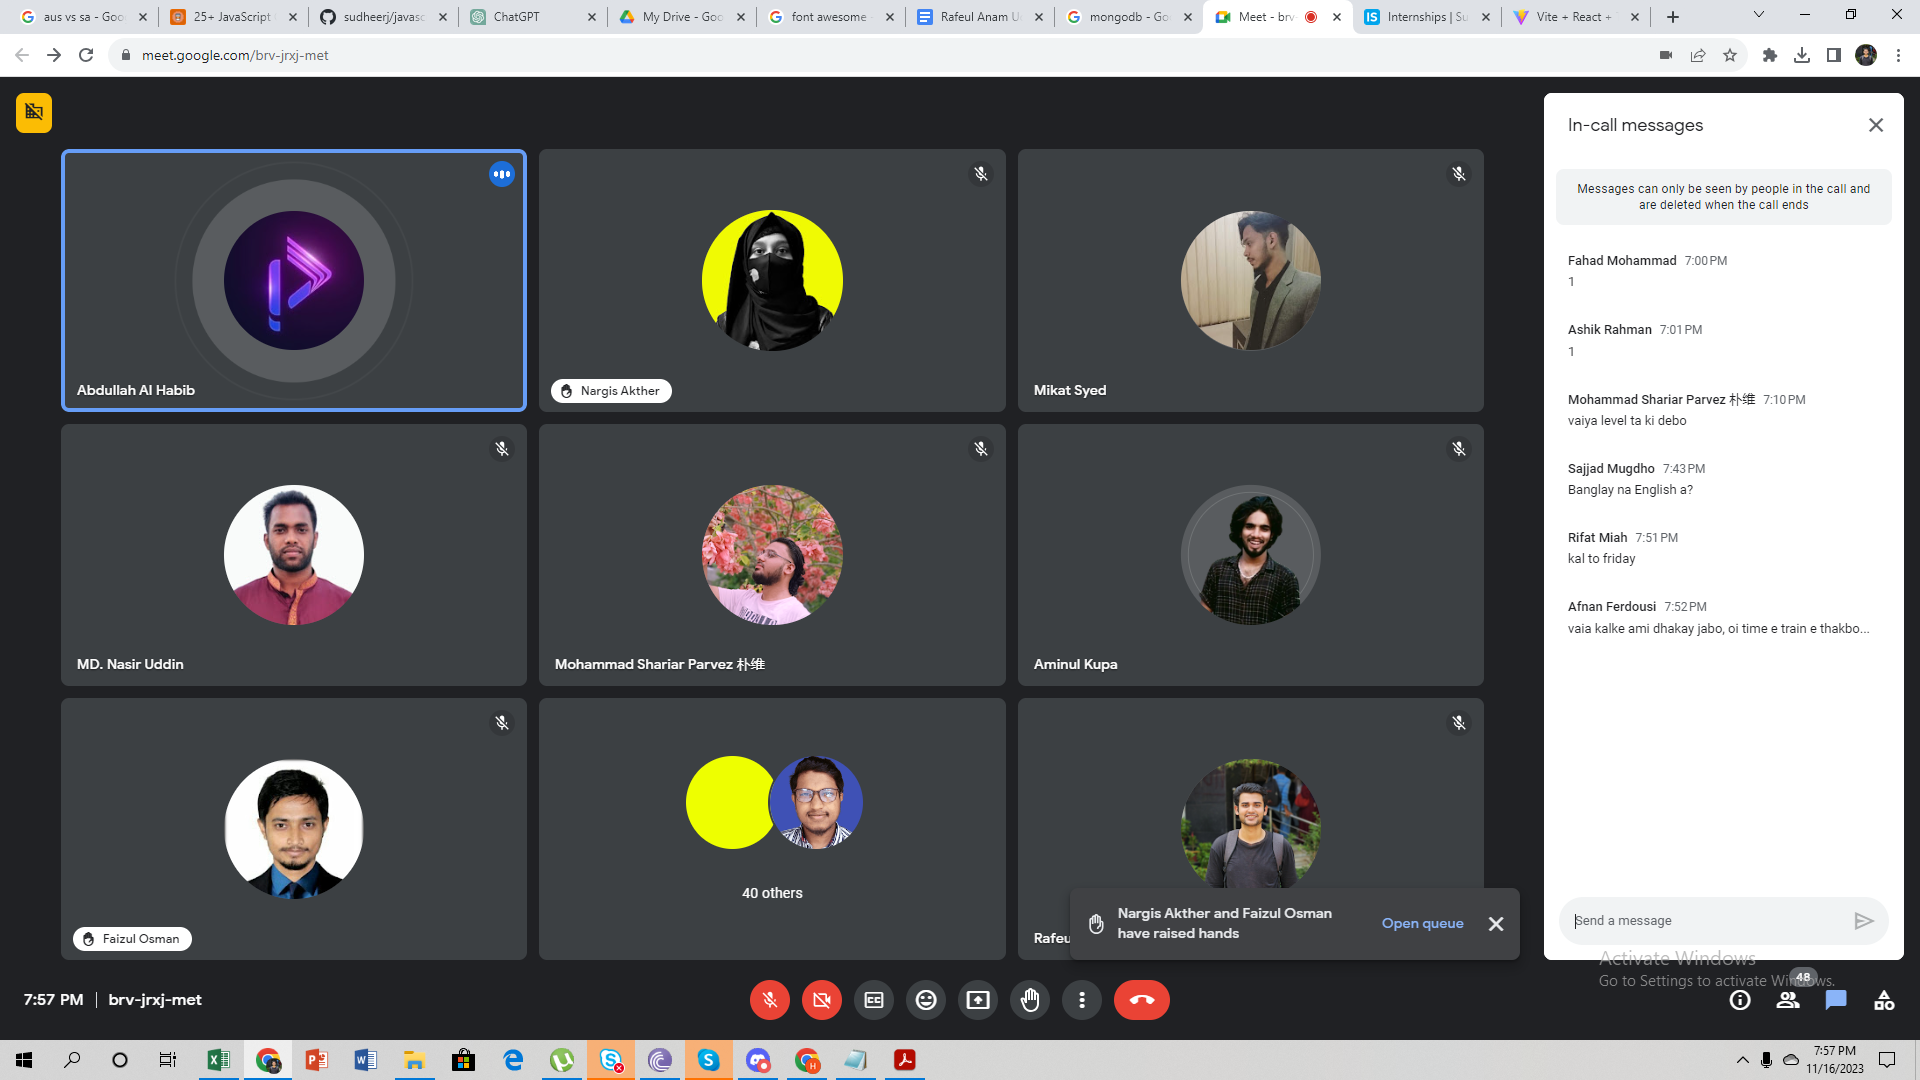 aus vs sa - Goo
25+ JavaScript
sudheerj/javasc
ChatGPT
My Drive - Goo
font awesome -
Rafeul Anam U
mongodb - Go
Meet - brv-
Internships | Su
Vite + React +
meet.google.com/brv-jrxj-met
In-call messages
Messages can only be seen by people in the call and
are deleted when the call ends
Fahad Mohammad 7:00 PM
1
Ashik Rahman 7:01 PM
1
Mohammad Shariar Parvez 朴维 7:10 PM
vaiya level ta ki debo
Sajjad Mugdho 7:43 PM
Banglay na English a?
Rifat Miah 7:51 PM
kal to friday
Afnan Ferdousi 7:52 PM
vaia kalke ami dhakay jabo, oi time e train e thakbo...
Send a message
Abdullah Al Habib
Nargis Akther
Mikat Syed
MD. Nasir Uddin
Mohammad Shariar Parvez 朴维
Aminul Kupa
Faizul Osman
40 others
Rafeu
Nargis Akther and Faizul Osman
have raised hands
Open queue
Activate Windows
Go to Settings to activate Windows.
48
7:57 PM | brv-jrxj-met
7:57 PM
11/16/2023